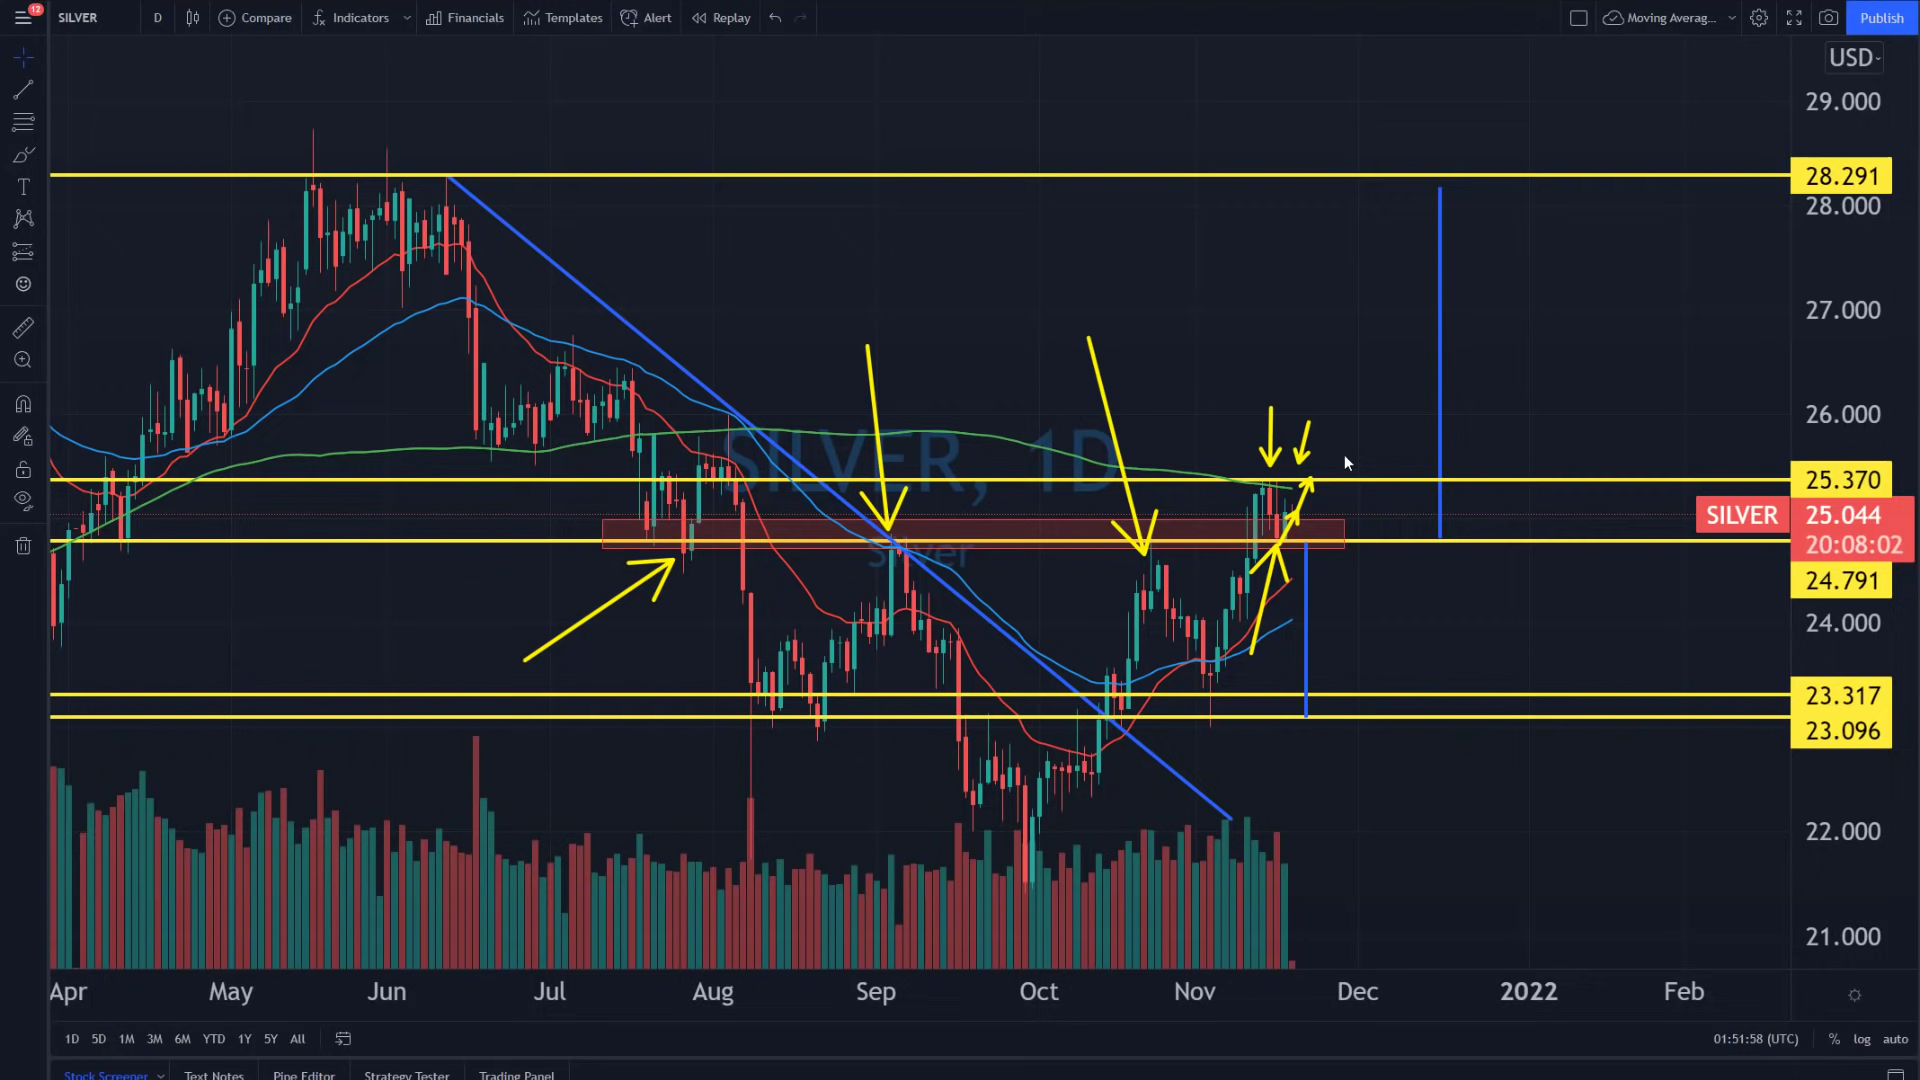 12
SILVER
D
Compare
Indicators
Financials
Templates
Alert
Replay
Moving Averag...
Publish
USD
29.000
28.291
28.000
27.000
26.000
SILVER, 1D
25.370
SILVER 25.044
20:08:02
Silver
24.791
24.000
23.317
23.096
22.000
21.000
Apr May Jun Jul Aug Sep Oct Nov Dec 2022 Feb
1D 5D 1M 3M 6M YTD 1Y 5Y All
01:51:58 (UTC) % log auto
Stock Screener Text Notes Pine Editor Strategy Tester Trading Panel